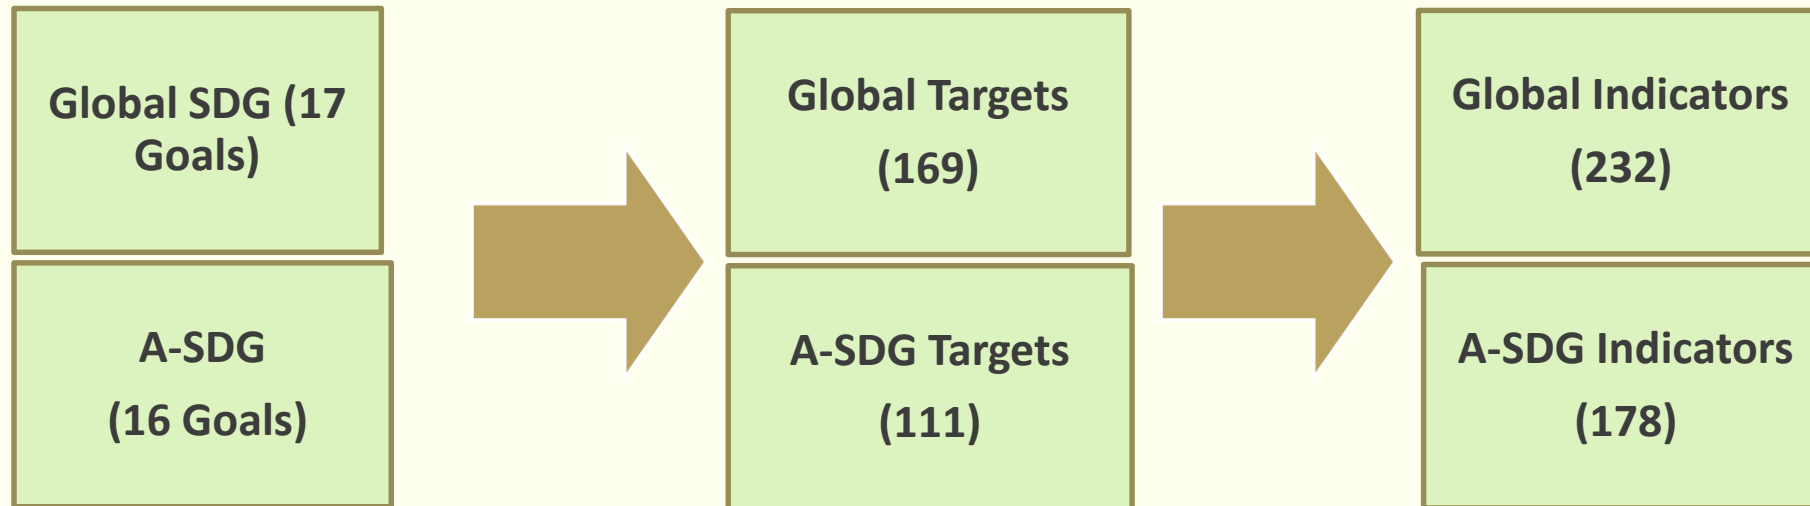 Global SDG (17
Goals)
A-SDG
(16 Goals)
Global Targets
(169)
A-SDG Targets
(111)
Global Indicators
(232)
A-SDG Indicators
(178)